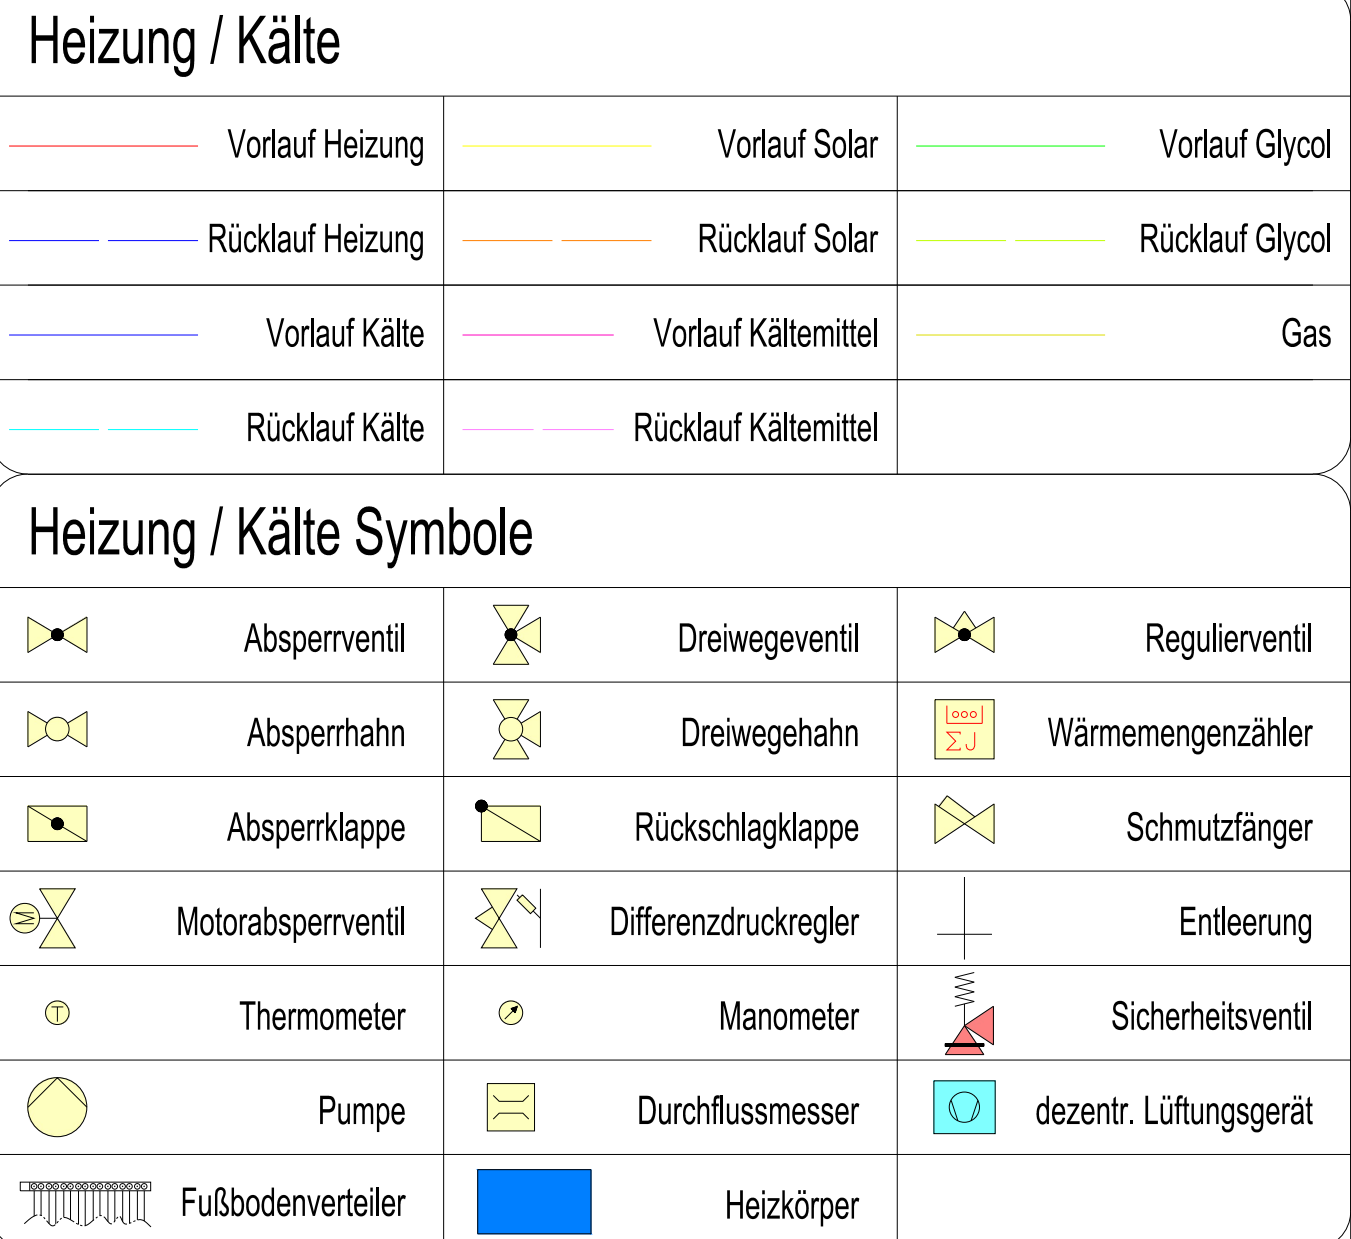 Heizung / Kälte
Vorlauf Heizung
Vorlauf Solar
Vorlauf Glycol
Rücklauf Heizung
Rücklauf Solar
Rücklauf Glycol
Vorlauf Kälte
Vorlauf Kältemittel
Gas
Rücklauf Kälte
Rücklauf Kältemittel
Heizung / Kälte Symbole
Absperrventil
Dreiwegeventil
Regulierventil
Absperrhahn
Dreiwegehahn
ooo
ΣJ
Wärmemengenzähler
Absperrklappe
Rückschlagklappe
Schmutzfänger
M
Motorabsperrventil
Differenzdruckregler
Entleerung
T
Thermometer
Manometer
Sicherheitsventil
Pumpe
Durchflussmesser
dezentr. Lüftungsgerät
Fußbodenverteiler
Heizkörper